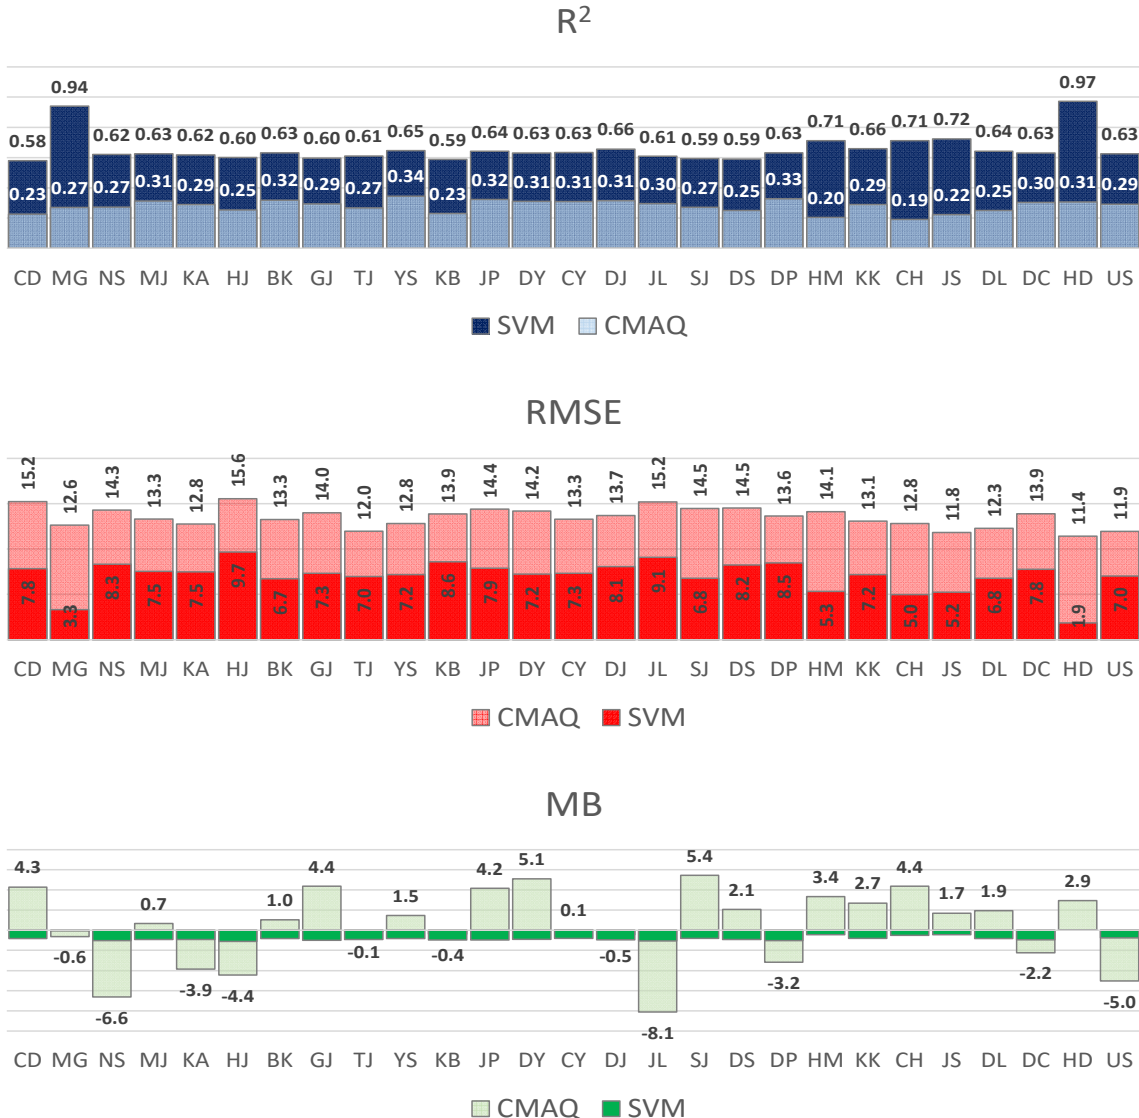 R²
0.58 0.94 0.62 0.63 0.62 0.60 0.63 0.60 0.61 0.65 0.59 0.64 0.63 0.63 0.66 0.61 0.59 0.59 0.63 0.71 0.66 0.71 0.72 0.64 0.63 0.97 0.63
0.23 0.27 0.27 0.31 0.29 0.25 0.32 0.29 0.27 0.34 0.23 0.32 0.31 0.31 0.31 0.30 0.27 0.25 0.33 0.20 0.29 0.19 0.22 0.25 0.30 0.31 0.29
CD MG NS MJ KA HJ BK GJ TJ YS KB JP DY CY DJ JL SJ DS DP HM KK CH JS DL DC HD US
SVM CMAQ
RMSE
15.2 12.6 14.3 13.3 12.8 15.6 13.3 14.0 12.0 12.8 13.9 14.4 14.2 13.3 13.7 15.2 14.5 14.5 13.6 14.1 13.1 12.8 11.8 12.3 13.9 11.4 11.9
7.8 3.3 8.3 7.5 7.5 9.7 6.7 7.3 7.0 7.2 8.6 7.9 7.2 7.3 8.1 9.1 6.8 8.2 8.5 5.3 7.2 5.0 5.2 6.8 7.8 1.9 7.0
CD MG NS MJ KA HJ BK GJ TJ YS KB JP DY CY DJ JL SJ DS DP HM KK CH JS DL DC HD US
CMAQ SVM
MB
4.3 -0.6 -6.6 0.7 -3.9 -4.4 1.0 4.4 -0.1 1.5 -0.4 4.2 5.1 0.1 -0.5 -8.1 5.4 2.1 -3.2 3.4 2.7 4.4 1.7 1.9 -2.2 2.9 -5.0
CD MG NS MJ KA HJ BK GJ TJ YS KB JP DY CY DJ JL SJ DS DP HM KK CH JS DL DC HD US
CMAQ SVM